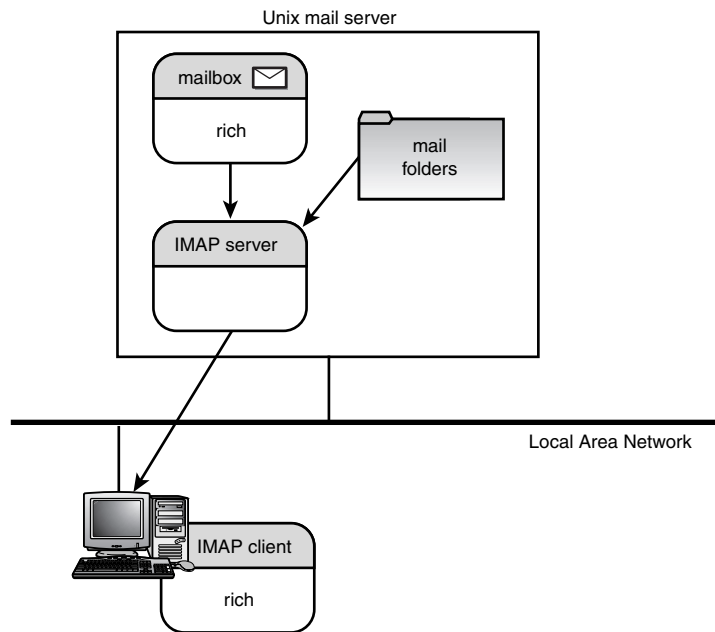 Unix mail server
mailbox
rich
mail
folders
IMAP server
Local Area Network
IMAP client
rich